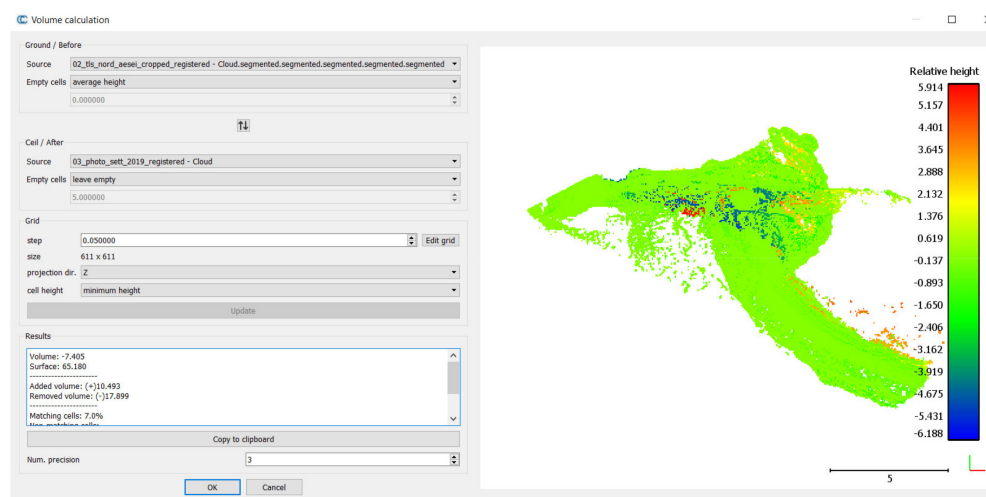 Volume calculation
Ground / Before
Source 02_tls_nord_aesei_cropped_registered - Cloud.segmented.segmented.segmented.segmented.segmented
Empty cells average height
0.000000
Ceil / After
Source 03_photo_sett_2019_registered - Cloud
Empty cells leave empty
5.000000
Grid
step 0.050000 Edit grid
size 611 x 611
projection dir. Z
cell height minimum height
Update
Results
Volume: -7.405
Surface: 65.180
----------------------
Added volume: (+)10.493
Removed volume: (-)17.899
----------------------
Matching cells: 7.0%
Non-matching cells:
Copy to clipboard
Num. precision 3
OK Cancel
Relative height
5.914
5.157
4.401
3.645
2.888
2.132
1.376
0.619
-0.137
-0.893
-1.650
-2.406
-3.162
-3.919
-4.675
-5.431
-6.188
5